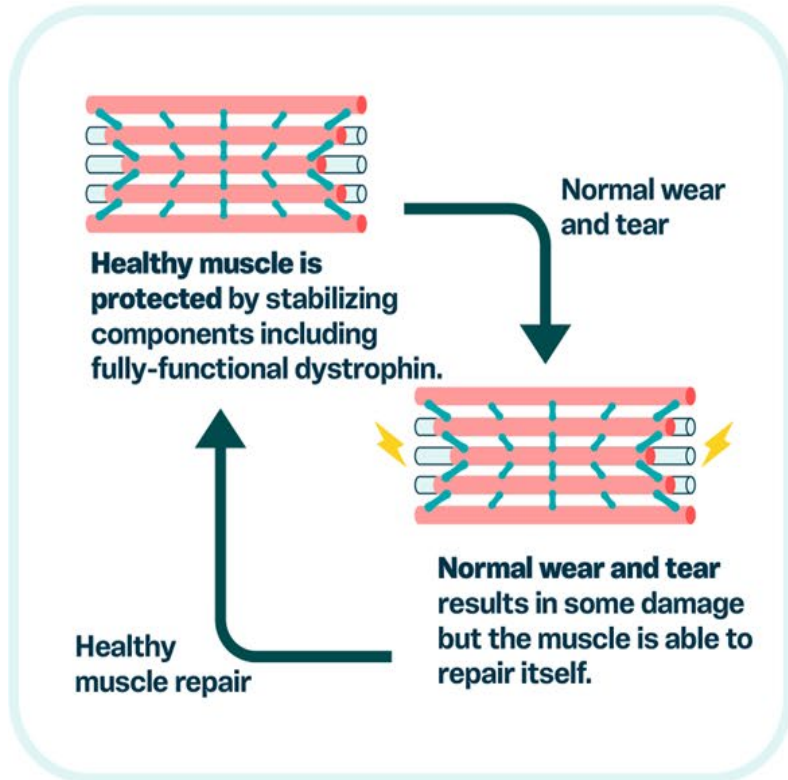 Healthy muscle is
protected by stabilizing
components including
fully-functional dystrophin.
Normal wear
and tear
Normal wear and tear
results in some damage
but the muscle is able to
repair itself.
Healthy
muscle repair